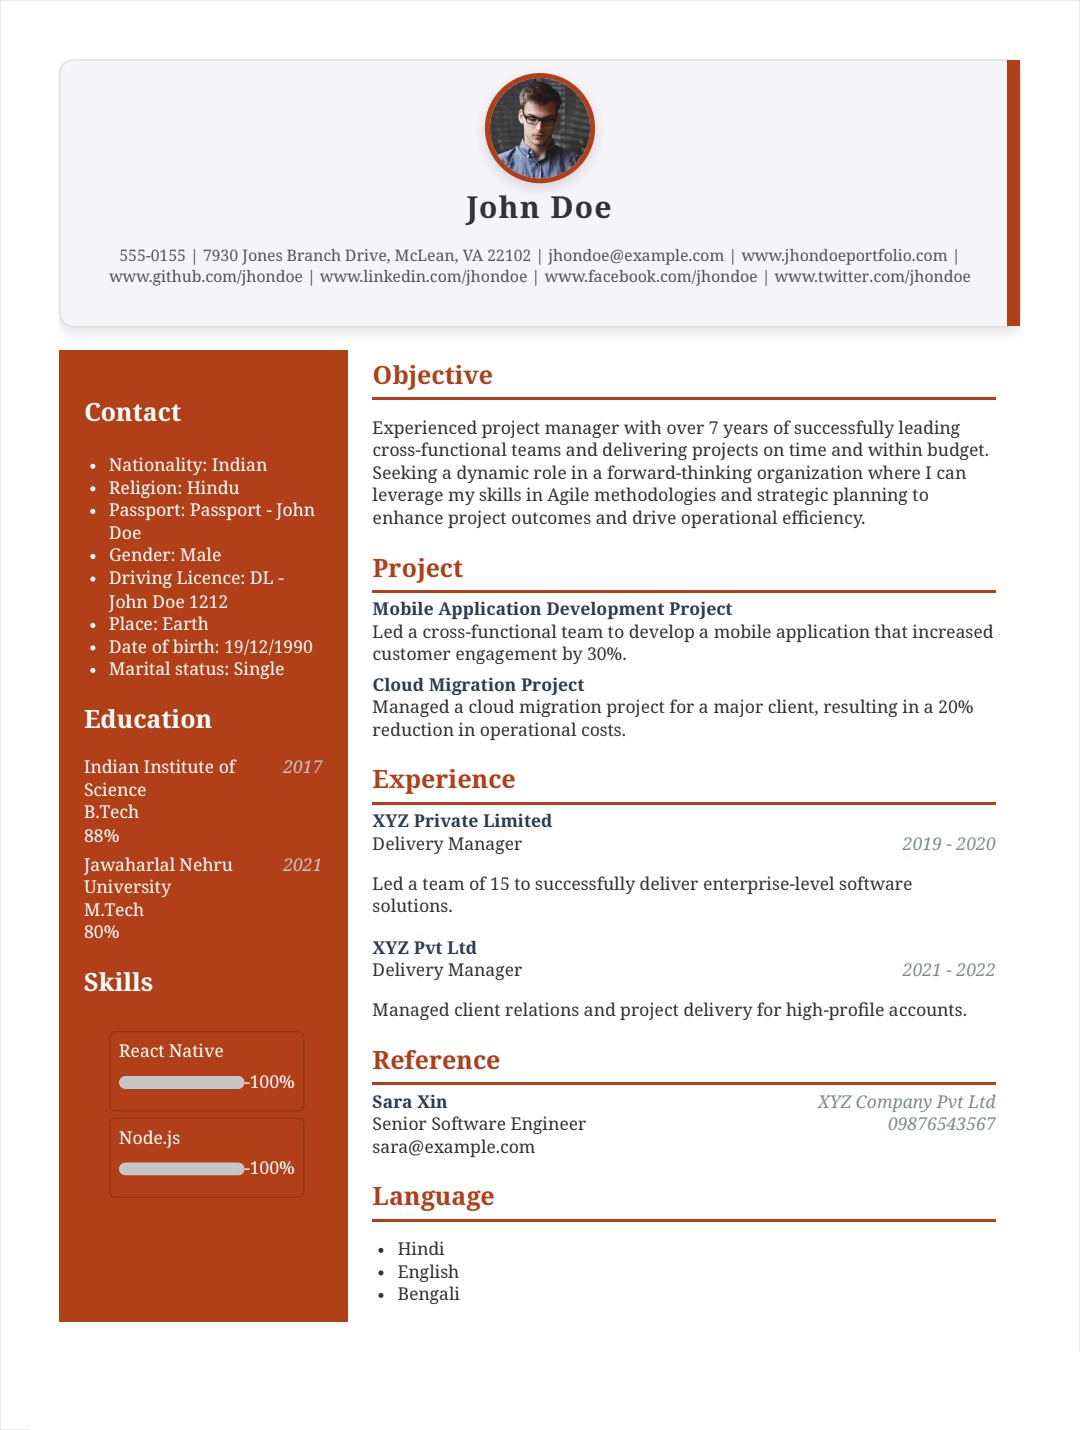 John Doe
555-0155 | 7930 Jones Branch Drive, McLean, VA 22102 | jhondoe@example.com | www.jhondoeportfolio.com |
www.github.com/jhondoe | www.linkedin.com/jhondoe | www.facebook.com/jhondoe | www.twitter.com/jhondoe
Contact
• Nationality: Indian
• Religion: Hindu
• Passport: Passport - John
Doe
• Gender: Male
• Driving Licence: DL -
John Doe 1212
• Place: Earth
• Date of birth: 19/12/1990
• Marital status: Single
Education
Indian Institute of 2017
Science
B.Tech
88%
Jawaharlal Nehru 2021
University
M.Tech
80%
Skills
React Native
-100%
Node.js
-100%
Objective
Experienced project manager with over 7 years of successfully leading
cross-functional teams and delivering projects on time and within budget.
Seeking a dynamic role in a forward-thinking organization where I can
leverage my skills in Agile methodologies and strategic planning to
enhance project outcomes and drive operational efficiency.
Project
Mobile Application Development Project
Led a cross-functional team to develop a mobile application that increased
customer engagement by 30%.
Cloud Migration Project
Managed a cloud migration project for a major client, resulting in a 20%
reduction in operational costs.
Experience
XYZ Private Limited
Delivery Manager 2019 - 2020
Led a team of 15 to successfully deliver enterprise-level software
solutions.
XYZ Pvt Ltd
Delivery Manager 2021 - 2022
Managed client relations and project delivery for high-profile accounts.
Reference
Sara Xin XYZ Company Pvt Ltd
Senior Software Engineer 09876543567
sara@example.com
Language
• Hindi
• English
• Bengali